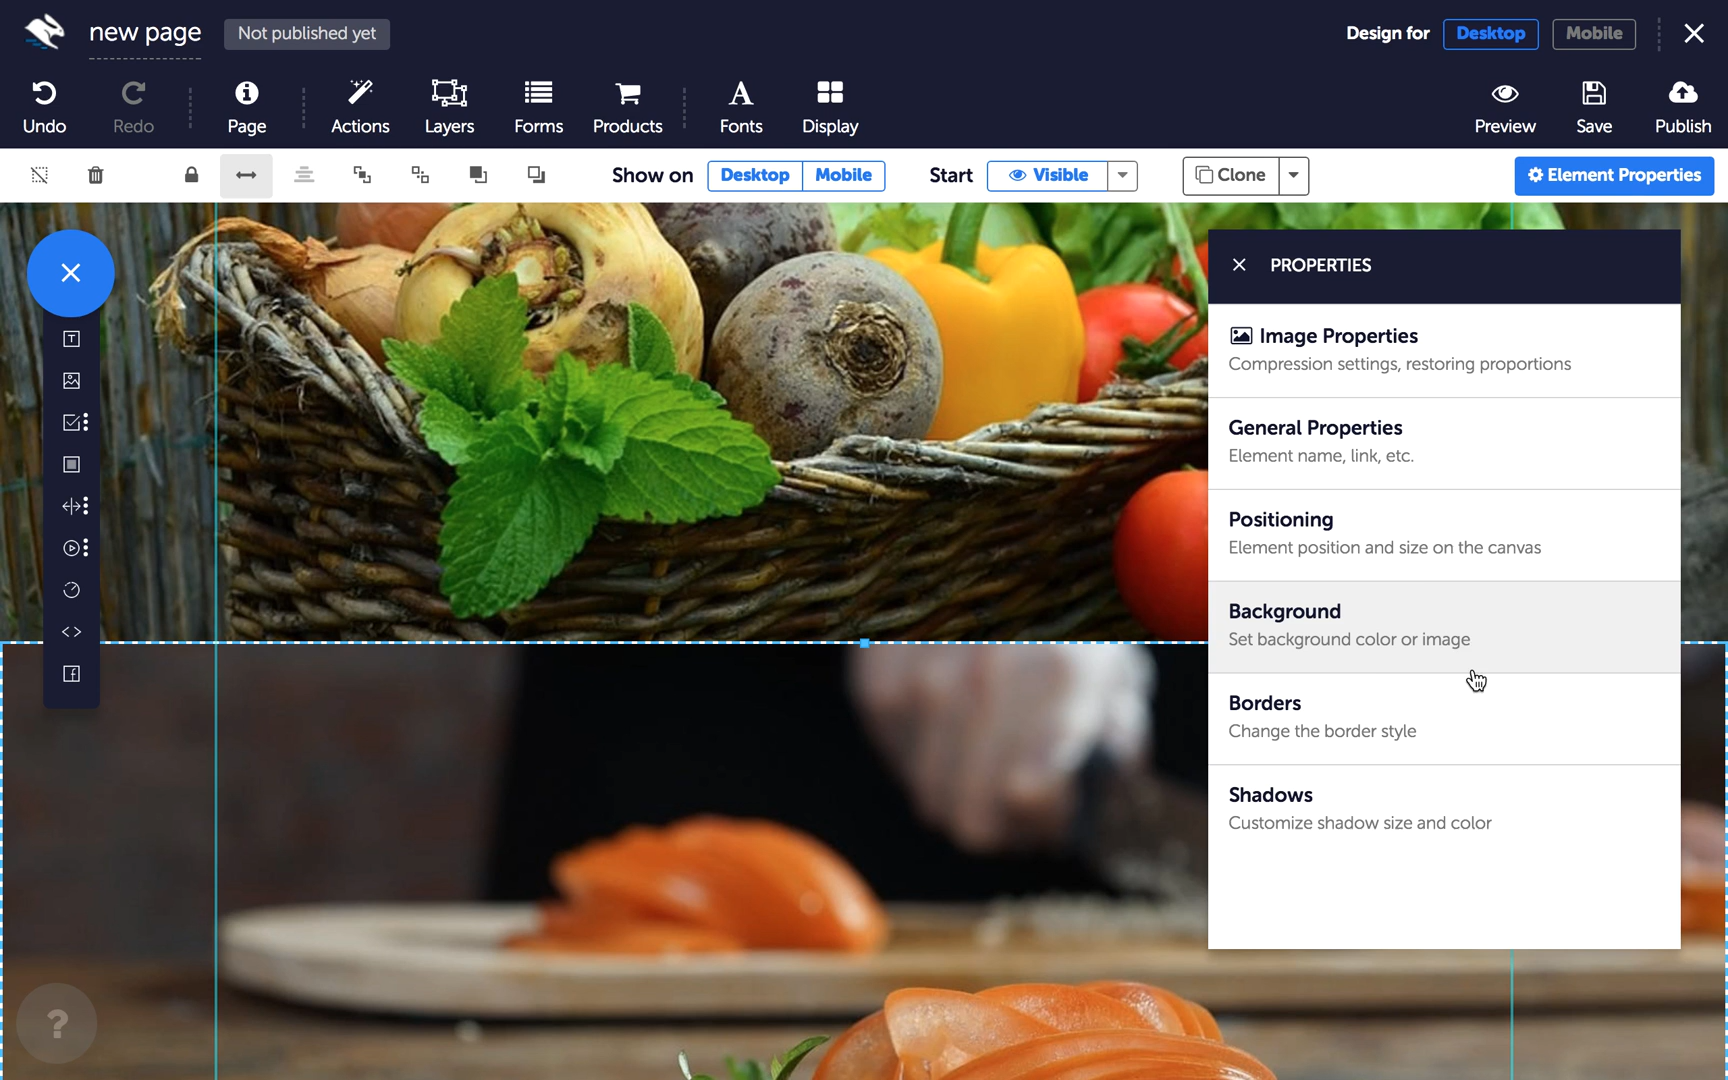 new page
Not published yet
Design for
Desktop
Mobile
Undo
Redo
Page
Actions
Layers
Forms
Products
Fonts
Display
Preview
Save
Publish
Show on
Desktop
Mobile
Start
Visible
Clone
Element Properties
PROPERTIES
Image Properties
Compression settings, restoring proportions
General Properties
Element name, link, etc.
Positioning
Element position and size on the canvas
Background
Set background color or image
Borders
Change the border style
Shadows
Customize shadow size and color
?